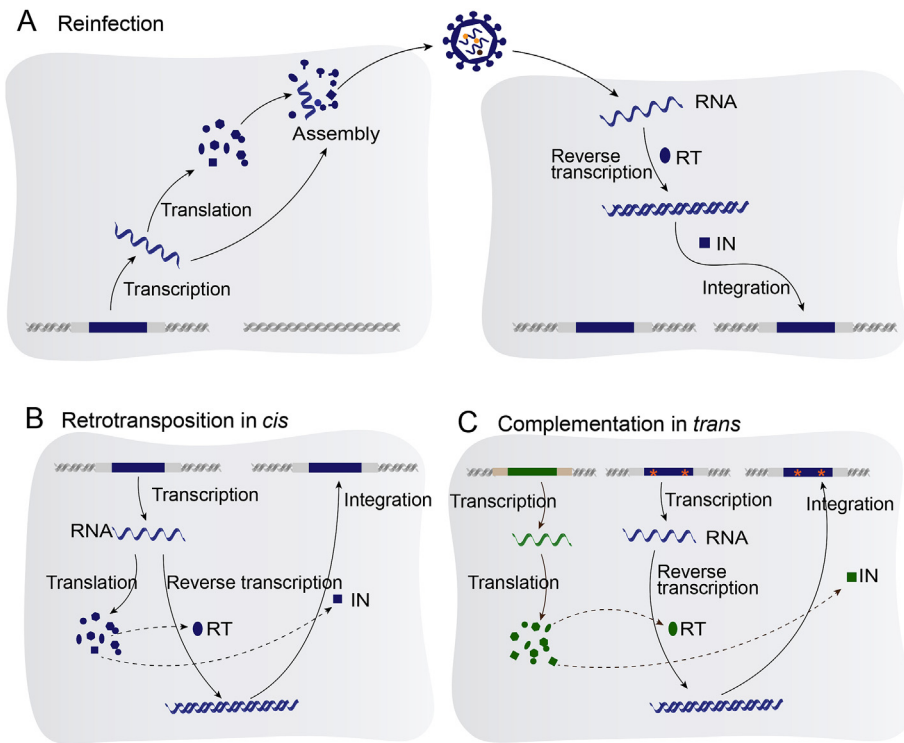 A Reinfection
Assembly
Translation
Transcription
RNA
Reverse
transcription
RT
IN
Integration
B Retrotransposition in cis
Transcription
Integration
RNA
Translation
Reverse transcription
IN
RT
C Complementation in trans
Transcription
Transcription
Integration
RNA
Translation
Reverse
transcription
IN
RT